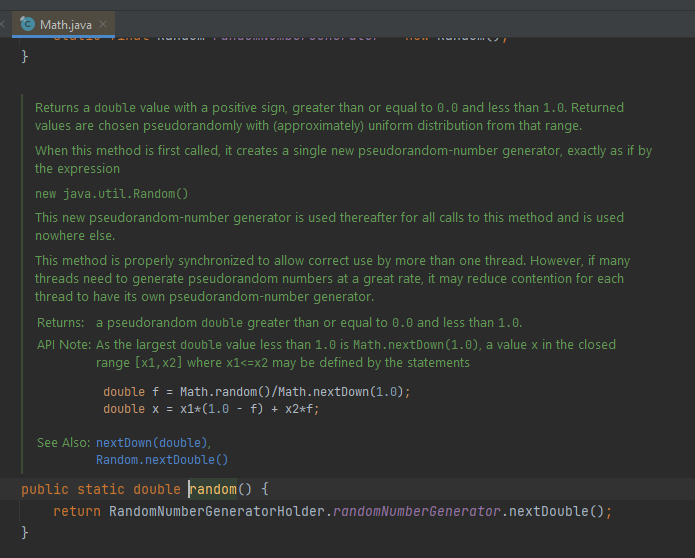 Math.java
static final Random randomNumberGenerator = new Random();
}
Returns a double value with a positive sign, greater than or equal to 0.0 and less than 1.0. Returned
values are chosen pseudorandomly with (approximately) uniform distribution from that range.
When this method is first called, it creates a single new pseudorandom-number generator, exactly as if by
the expression
new java.util.Random()
This new pseudorandom-number generator is used thereafter for all calls to this method and is used
nowhere else.
This method is properly synchronized to allow correct use by more than one thread. However, if many
threads need to generate pseudorandom numbers at a great rate, it may reduce contention for each
thread to have its own pseudorandom-number generator.
Returns: a pseudorandom double greater than or equal to 0.0 and less than 1.0.
API Note: As the largest double value less than 1.0 is Math.nextDown(1.0), a value x in the closed
range [x1,x2] where x1<=x2 may be defined by the statements
double f = Math.random()/Math.nextDown(1.0);
double x = x1*(1.0 - f) + x2*f;
See Also: nextDown(double),
Random.nextDouble()
public static double random() {
return RandomNumberGeneratorHolder.randomNumberGenerator.nextDouble();
}